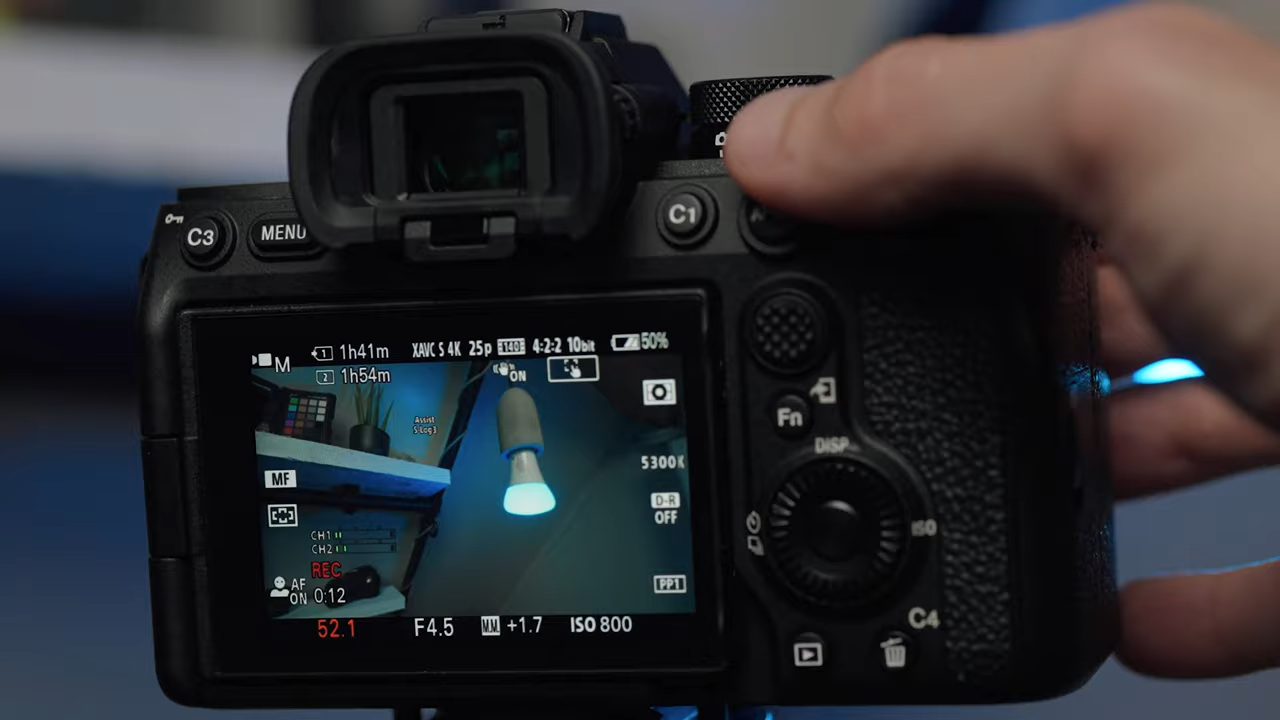 C3
MENU
C1
M
1 1h41m
XAVC S 4K 25p 140 4:2:2 10bit
50%
2 1h54m
ON
Assist
S Log3
MF
5300K
D-R
OFF
CH1
CH2
REC
AF
ON
0:12
PP1
52.1
F4.5
M.M. +1.7
ISO 800
Fn
DISP
ISO
C4